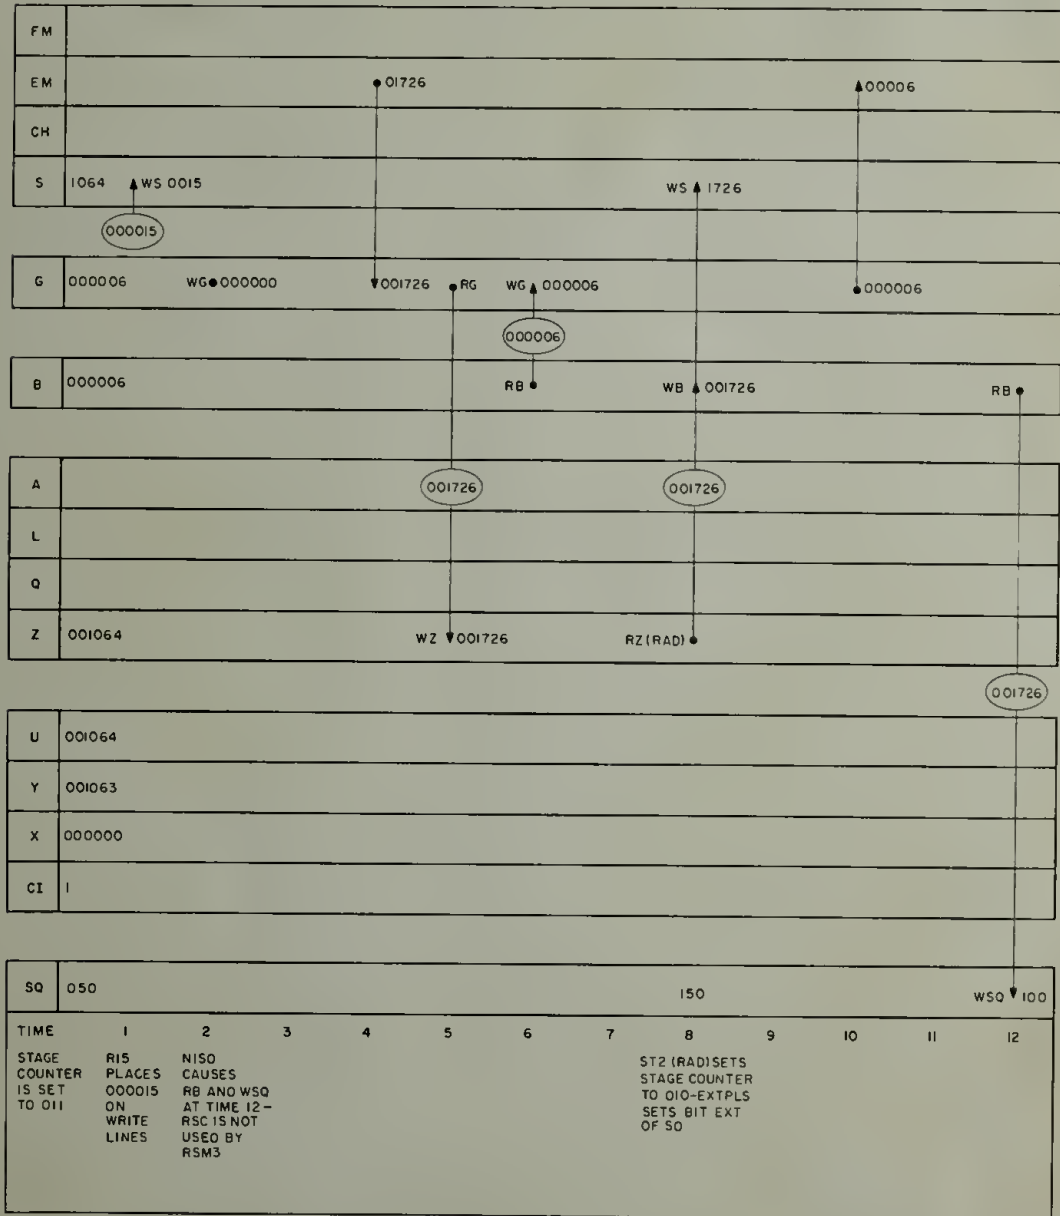 FM
EM 01726 00006
CH
S 1064 WS 0015 WS 1726
000015
G 000006 WG 000000 001726 RG WG 000006 000006
000006
B 000006 RB WB 001726 RB
A 001726 001726
L
Q
Z 001064 WZ 001726 RZ(RAD)
001726
U 001064
Y 001063
X 000000
CI 1
SQ 050 150 WSQ 100
TIME 1 2 3 4 5 6 7 8 9 10 11 12
STAGE COUNTER IS SET TO 011
R15 PLACES 000015 ON WRITE LINES
NISO CAUSES RB AND WSQ AT TIME 12- RSC IS NOT USED BY RSM3
ST2 (RAD) SETS STAGE COUNTER TO 010-EXTPLS SETS BIT EXT OF SO